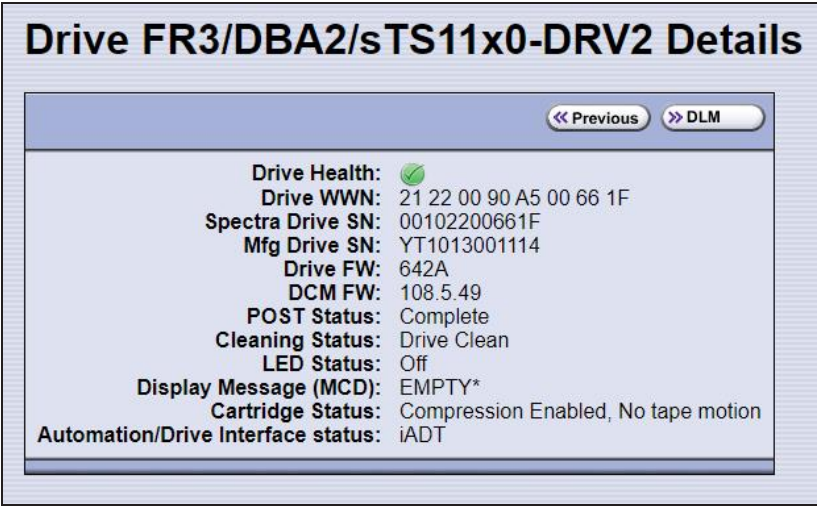 Drive FR3/DBA2/sTS11x0-DRV2 Details
Previous DLM
Drive Health:
Drive WWN: 21 22 00 90 A5 00 66 1F
Spectra Drive SN: 00102200661F
Mfg Drive SN: YT1013001114
Drive FW: 642A
DCM FW: 108.5.49
POST Status: Complete
Cleaning Status: Drive Clean
LED Status: Off
Display Message (MCD): EMPTY*
Cartridge Status: Compression Enabled, No tape motion
Automation/Drive Interface status: iADT